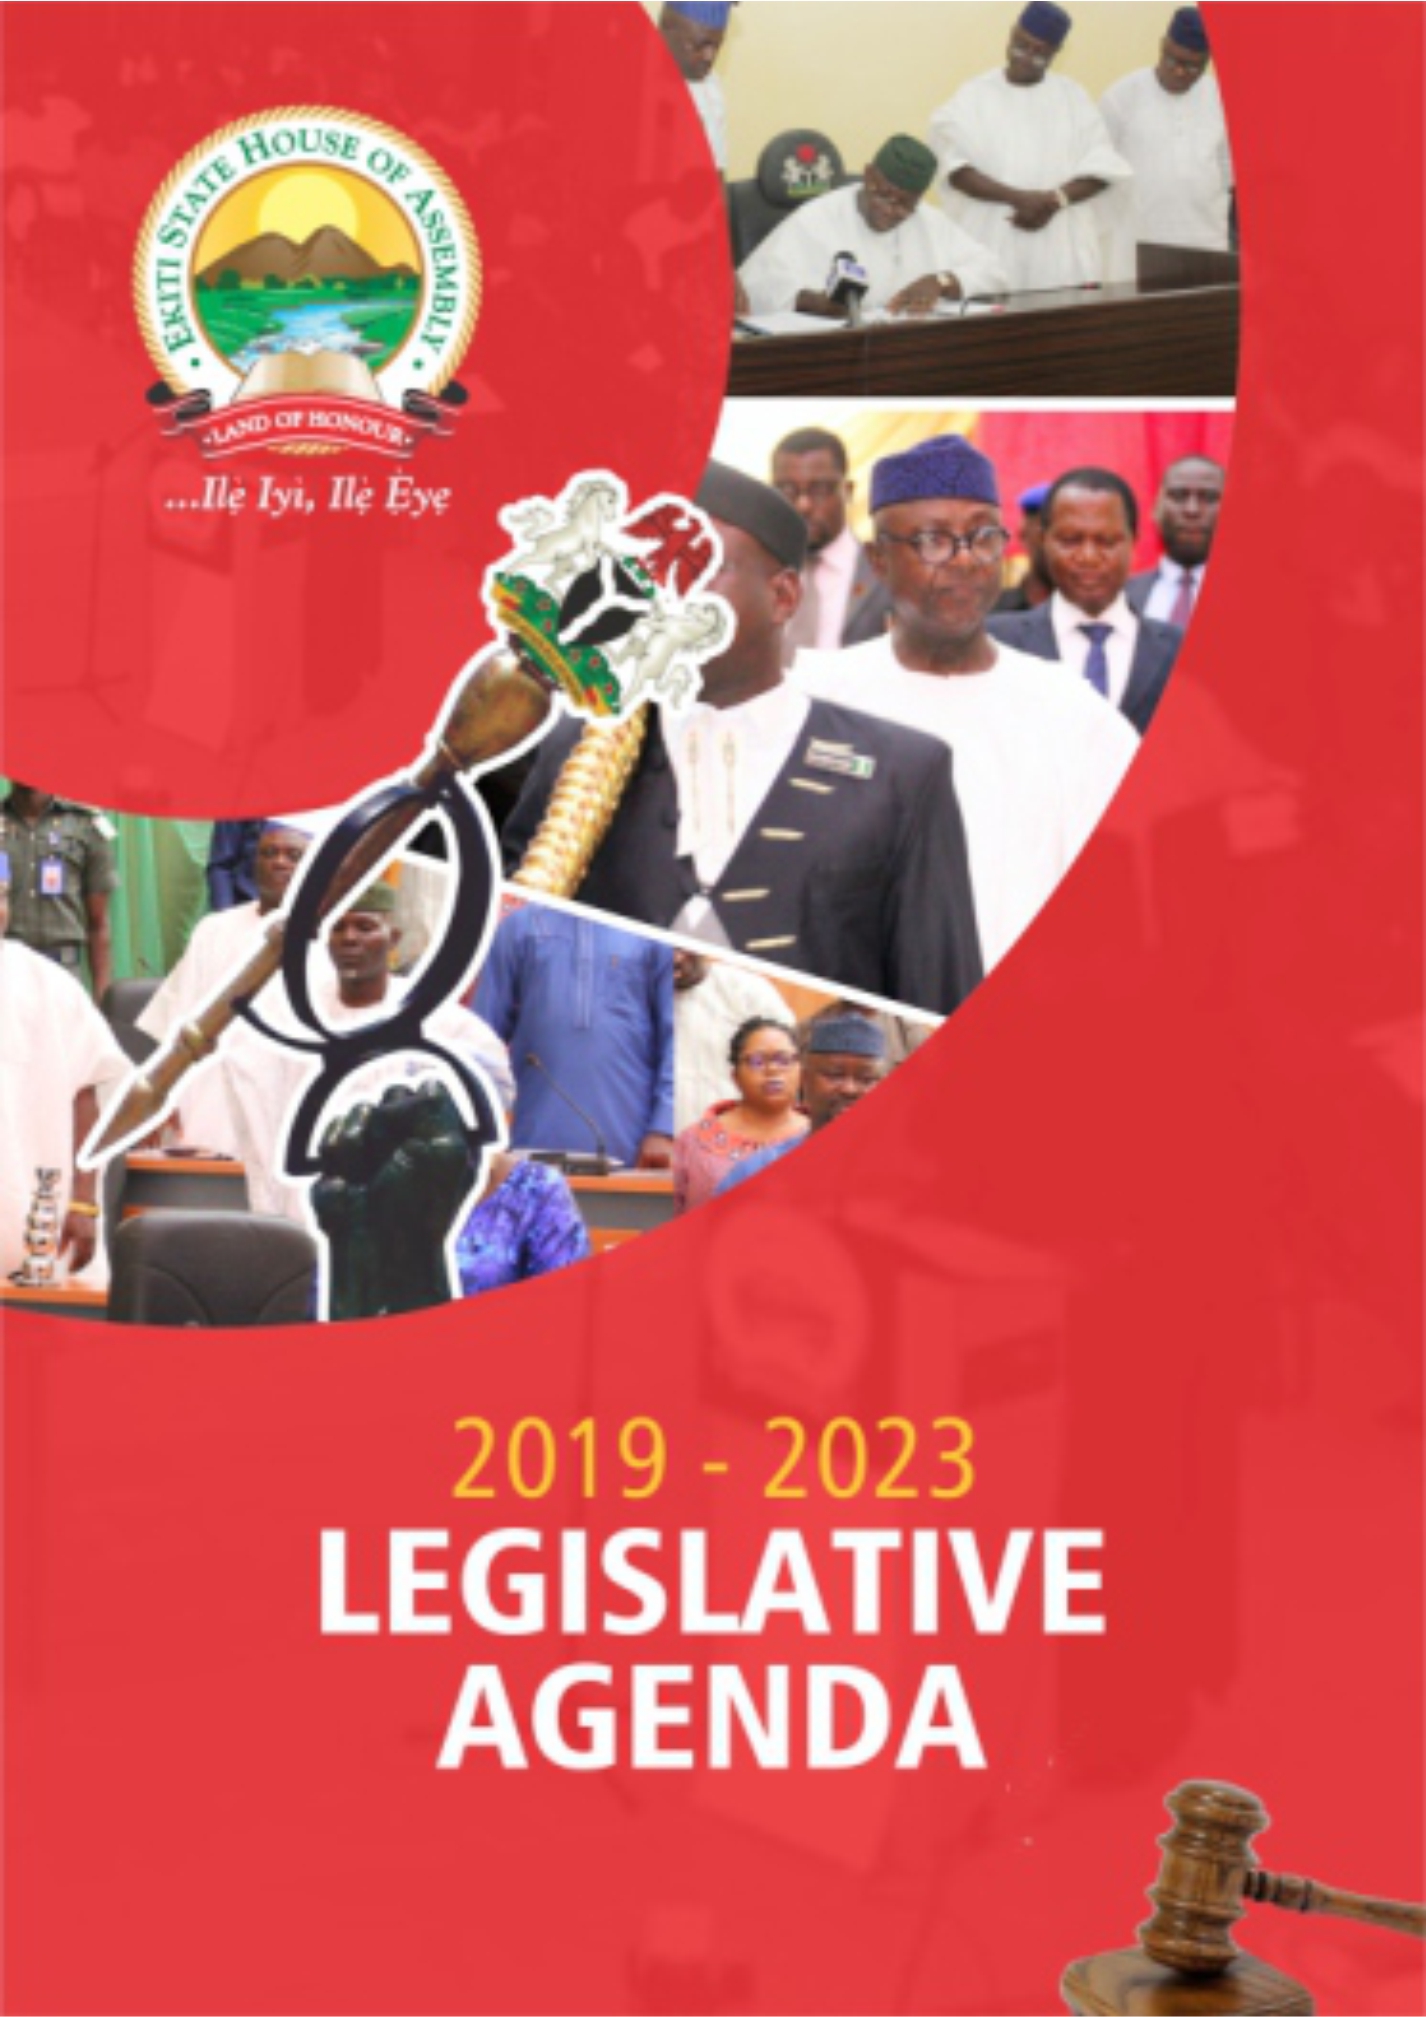 EKITI STATE HOUSE OF ASSEMBLY
LAND OF HONOUR
...Ilẹ̀ Iyì, Ilẹ̀ Ẹ̀yẹ
2019 - 2023
LEGISLATIVE
AGENDA